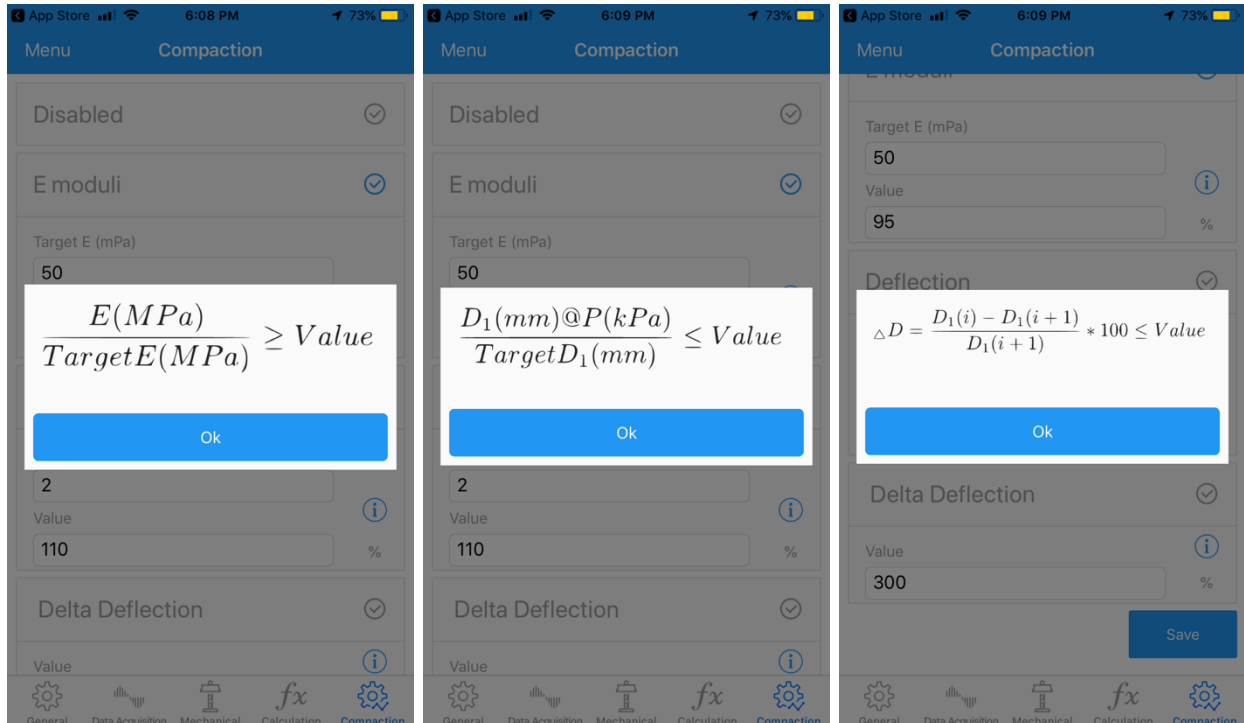 App Store 6:08 PM 73%
Menu Compaction
Disabled
E moduli
Target E (mPa)
50
E(MPa)
TargetE(MPa)
≥ Value
Ok
2
Value
110
%
Delta Deflection
Value
General Data Acquisition Mechanical Calculation Compaction
App Store 6:09 PM 73%
Menu Compaction
Disabled
E moduli
Target E (mPa)
50
D₁(mm)@P(kPa)
TargetD₁(mm)
≤ Value
Ok
2
Value
110
%
Delta Deflection
Value
General Data Acquisition Mechanical Calculation Compaction
App Store 6:09 PM 73%
Menu Compaction
E moduli
Target E (mPa)
50
Value
95
%
Deflection
△D =
D₁(i) − D₁(i + 1)
D₁(i + 1)
∗ 100 ≤ Value
Ok
Delta Deflection
Value
300
%
Save
General Data Acquisition Mechanical Calculation Compaction